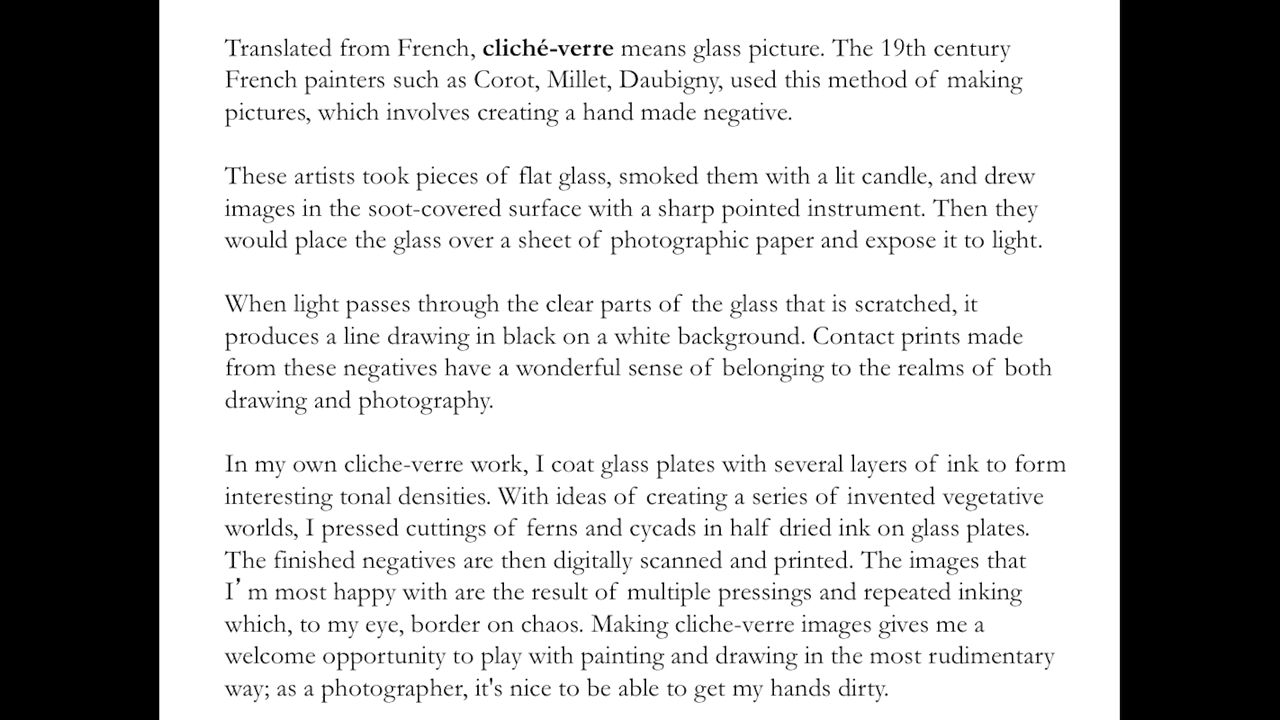 Translated from French, cliché-verre means glass picture. The 19th century
French painters such as Corot, Millet, Daubigny, used this method of making
pictures, which involves creating a hand made negative.
These artists took pieces of flat glass, smoked them with a lit candle, and drew
images in the soot-covered surface with a sharp pointed instrument. Then they
would place the glass over a sheet of photographic paper and expose it to light.
When light passes through the clear parts of the glass that is scratched, it
produces a line drawing in black on a white background. Contact prints made
from these negatives have a wonderful sense of belonging to the realms of both
drawing and photography.
In my own cliche-verre work, I coat glass plates with several layers of ink to form
interesting tonal densities. With ideas of creating a series of invented vegetative
worlds, I pressed cuttings of ferns and cycads in half dried ink on glass plates.
The finished negatives are then digitally scanned and printed. The images that
I’m most happy with are the result of multiple pressings and repeated inking
which, to my eye, border on chaos. Making cliche-verre images gives me a
welcome opportunity to play with painting and drawing in the most rudimentary
way; as a photographer, it's nice to be able to get my hands dirty.